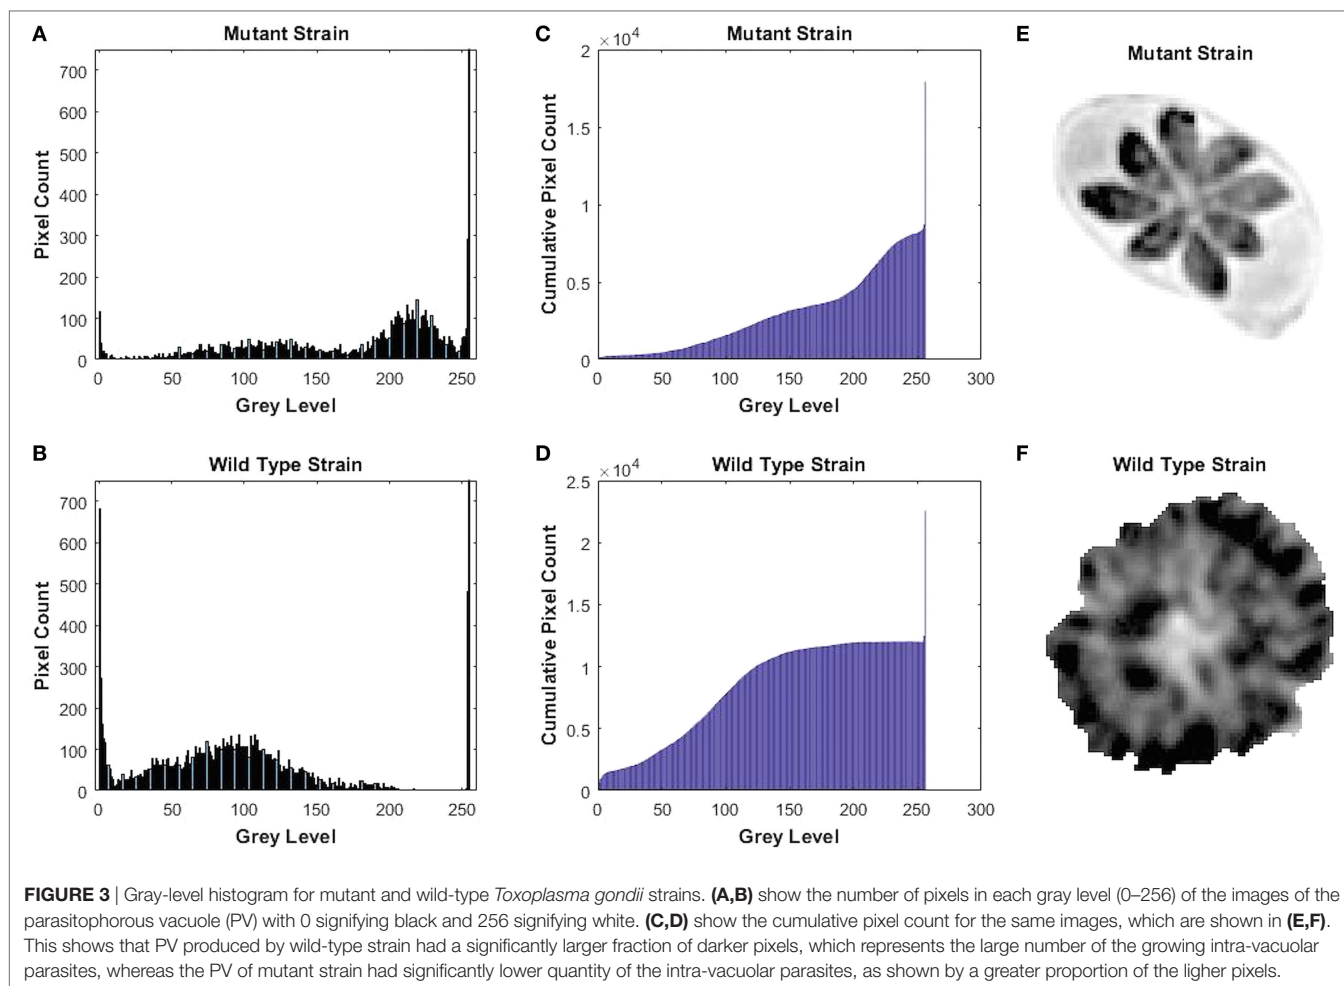 A
Mutant Strain
Pixel Count
700
600
500
400
300
200
100
0
0 50 100 150 200 250
Grey Level
C
Mutant Strain
×10⁴
Cumulative Pixel Count
2
1.5
1
0.5
0
0 50 100 150 200 250 300
Grey Level
E
Mutant Strain
B
Wild Type Strain
Pixel Count
700
600
500
400
300
200
100
0
0 50 100 150 200 250
Grey Level
D
Wild Type Strain
×10⁴
Cumulative Pixel Count
2.5
2
1.5
1
0.5
0
0 50 100 150 200 250 300
Grey Level
F
Wild Type Strain
FIGURE 3 | Gray-level histogram for mutant and wild-type Toxoplasma gondii strains. (A,B) show the number of pixels in each gray level (0–256) of the images of the
parasitophorous vacuole (PV) with 0 signifying black and 256 signifying white. (C,D) show the cumulative pixel count for the same images, which are shown in (E,F).
This shows that PV produced by wild-type strain had a significantly larger fraction of darker pixels, which represents the large number of the growing intra-vacuolar
parasites, whereas the PV of mutant strain had significantly lower quantity of the intra-vacuolar parasites, as shown by a greater proportion of the ligher pixels.